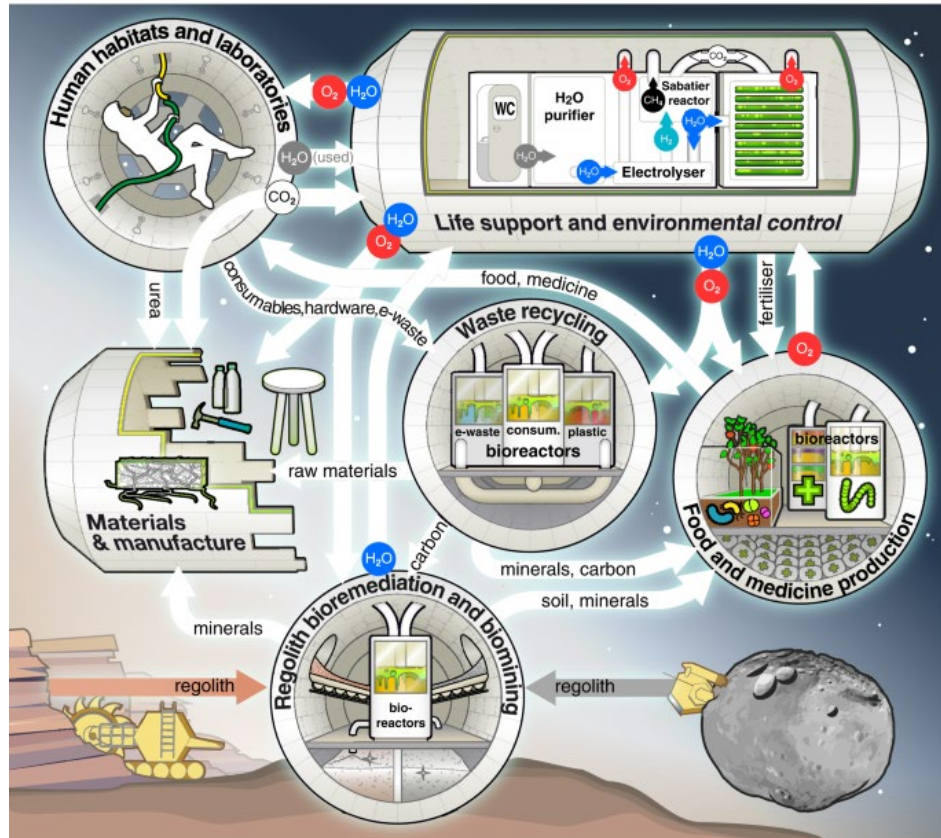 Human habitats and laboratories
O₂
H₂O
H₂O (used)
CO₂
WC
H₂O
purifier
H₂O
H₂O
O₂
CH₄
CO₂
Sabatier
reactor
H₂
H₂O
O₂
Electrolyser
Life support and environmental control
H₂O
O₂
H₂O
O₂
urea
consumables,hardware,e-waste
food, medicine
fertiliser
O₂
Waste recycling
e-waste
consum.
plastic
bioreactors
bioreactors
Food and medicine production
raw materials
Materials
& manufacture
carbon
minerals, carbon
soil, minerals
H₂O
minerals
Regolith bioremediation and biomining
bio-
reactors
regolith
regolith